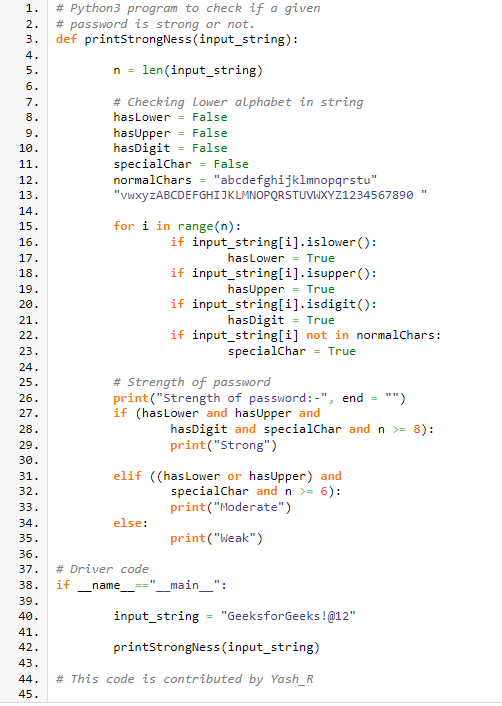 1. # Python3 program to check if a given
2. # password is strong or not.
3. def printStrongNess(input_string):
4.
5. n = len(input_string)
6.
7. # Checking lower alphabet in string
8. hasLower = False
9. hasUpper = False
10. hasDigit = False
11. specialChar = False
12. normalChars = "abcdefghijklmnopqrstu"
13. "vwxyzABCDEFGHIJKLMNOPQRSTUVWXYZ1234567890 "
14.
15. for i in range(n):
16. if input_string[i].islower():
17. hasLower = True
18. if input_string[i].isupper():
19. hasUpper = True
20. if input_string[i].isdigit():
21. hasDigit = True
22. if input_string[i] not in normalChars:
23. specialChar = True
24.
25. # Strength of password
26. print("Strength of password:-", end = "")
27. if (hasLower and hasUpper and
28. hasDigit and specialChar and n >= 8):
29. print("Strong")
30.
31. elif ((hasLower or hasUpper) and
32. specialChar and n >= 6):
33. print("Moderate")
34. else:
35. print("Weak")
36.
37. # Driver code
38. if __name__=="__main__":
39.
40. input_string = "GeeksforGeeks!@12"
41.
42. printStrongNess(input_string)
43.
44. # This code is contributed by Yash_R
45.